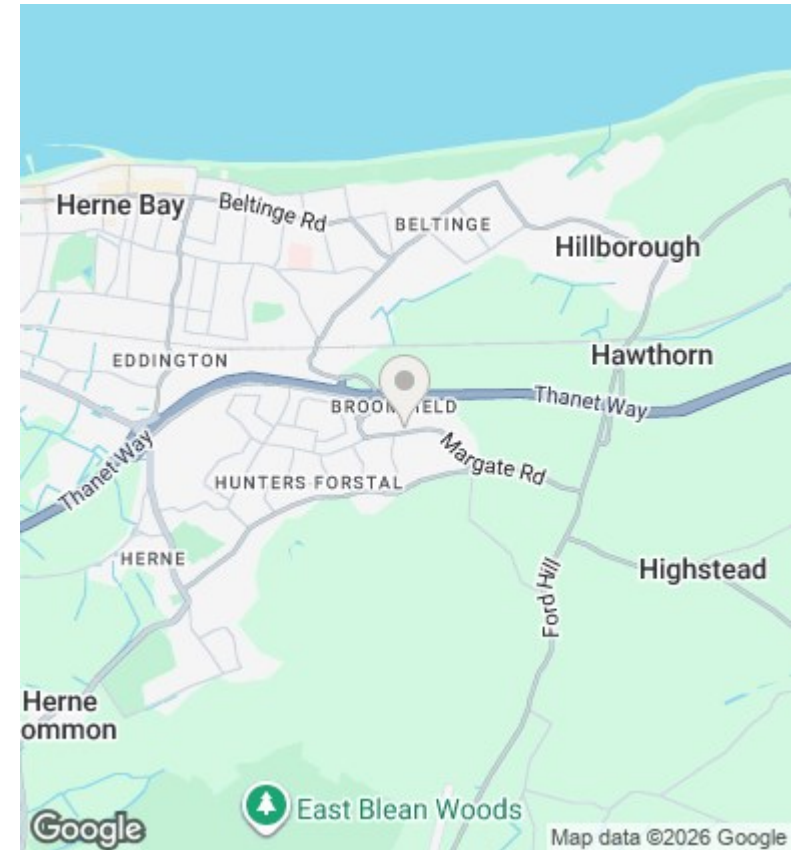 Herne Bay
Beltinge Rd
BELTINGE
Hillborough
EDDINGTON
Hawthorn
BROOMFIELD
Thanet Way
Thanet Way
Margate Rd
HUNTERS FORSTAL
HERNE
Highstead
Ford Hill
Herne
ommon
East Blean Woods
Google
Map data ©2026 Google